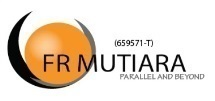 (659571-T)
FR MUTIARA
PARALLEL AND BEYOND